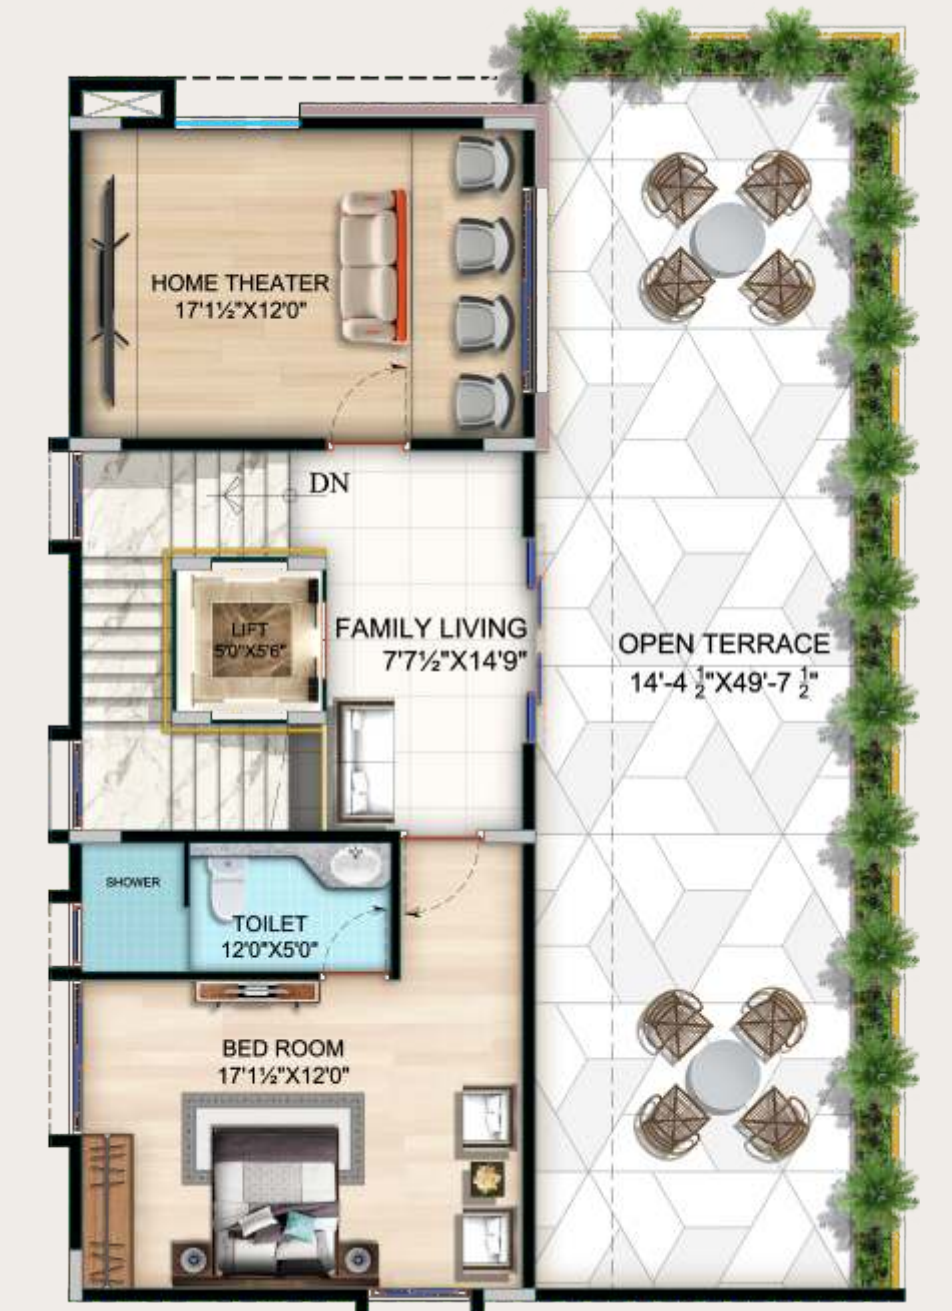 HOME THEATER
17'1½"X12'0"
DN
LIFT
5'0"X5'6"
FAMILY LIVING
7'7½"X14'9"
OPEN TERRACE
14'-4 ½"X49'-7 ½"
SHOWER
TOILET
12'0"X5'0"
BED ROOM
17'1½"X12'0"